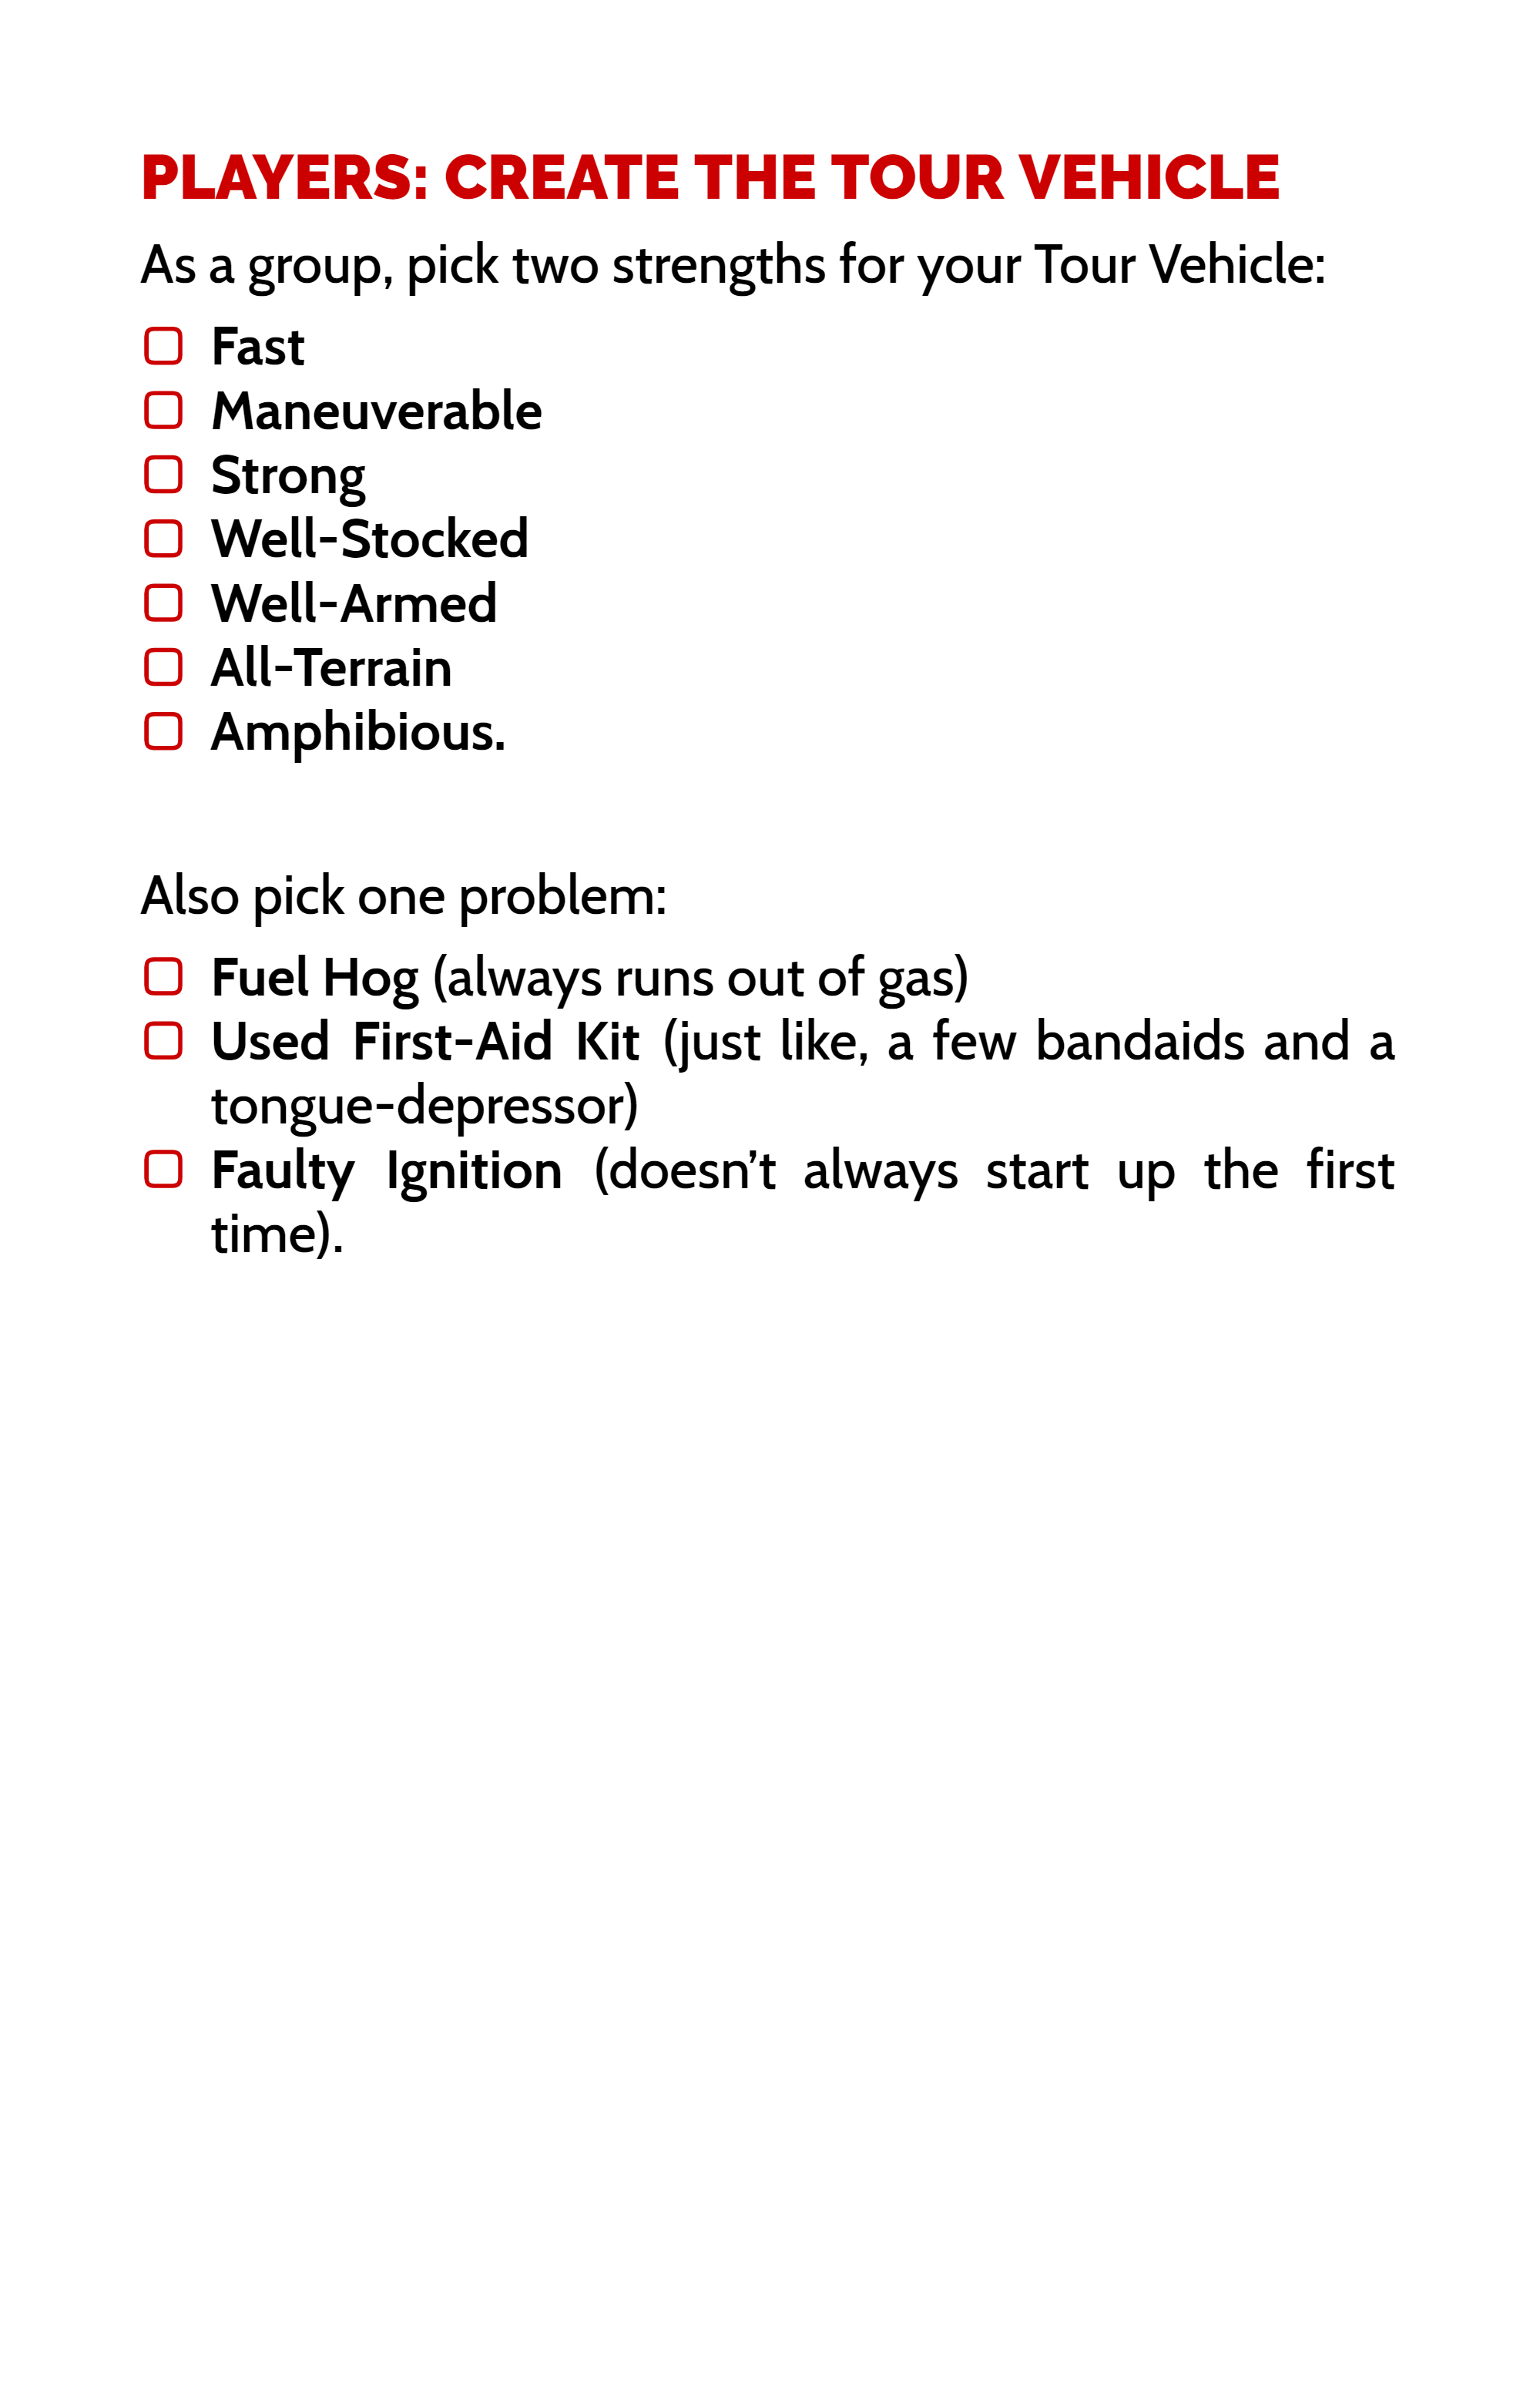 PLAYERS: CREATE THE TOUR VEHICLE
As a group, pick two strengths for your Tour Vehicle:
Fast
Maneuverable
Strong
Well-Stocked
Well-Armed
All-Terrain
Amphibious.
Also pick one problem:
Fuel Hog (always runs out of gas)
Used First-Aid Kit (just like, a few bandaids and a
tongue-depressor)
Faulty Ignition (doesn’t always start up the first
time).